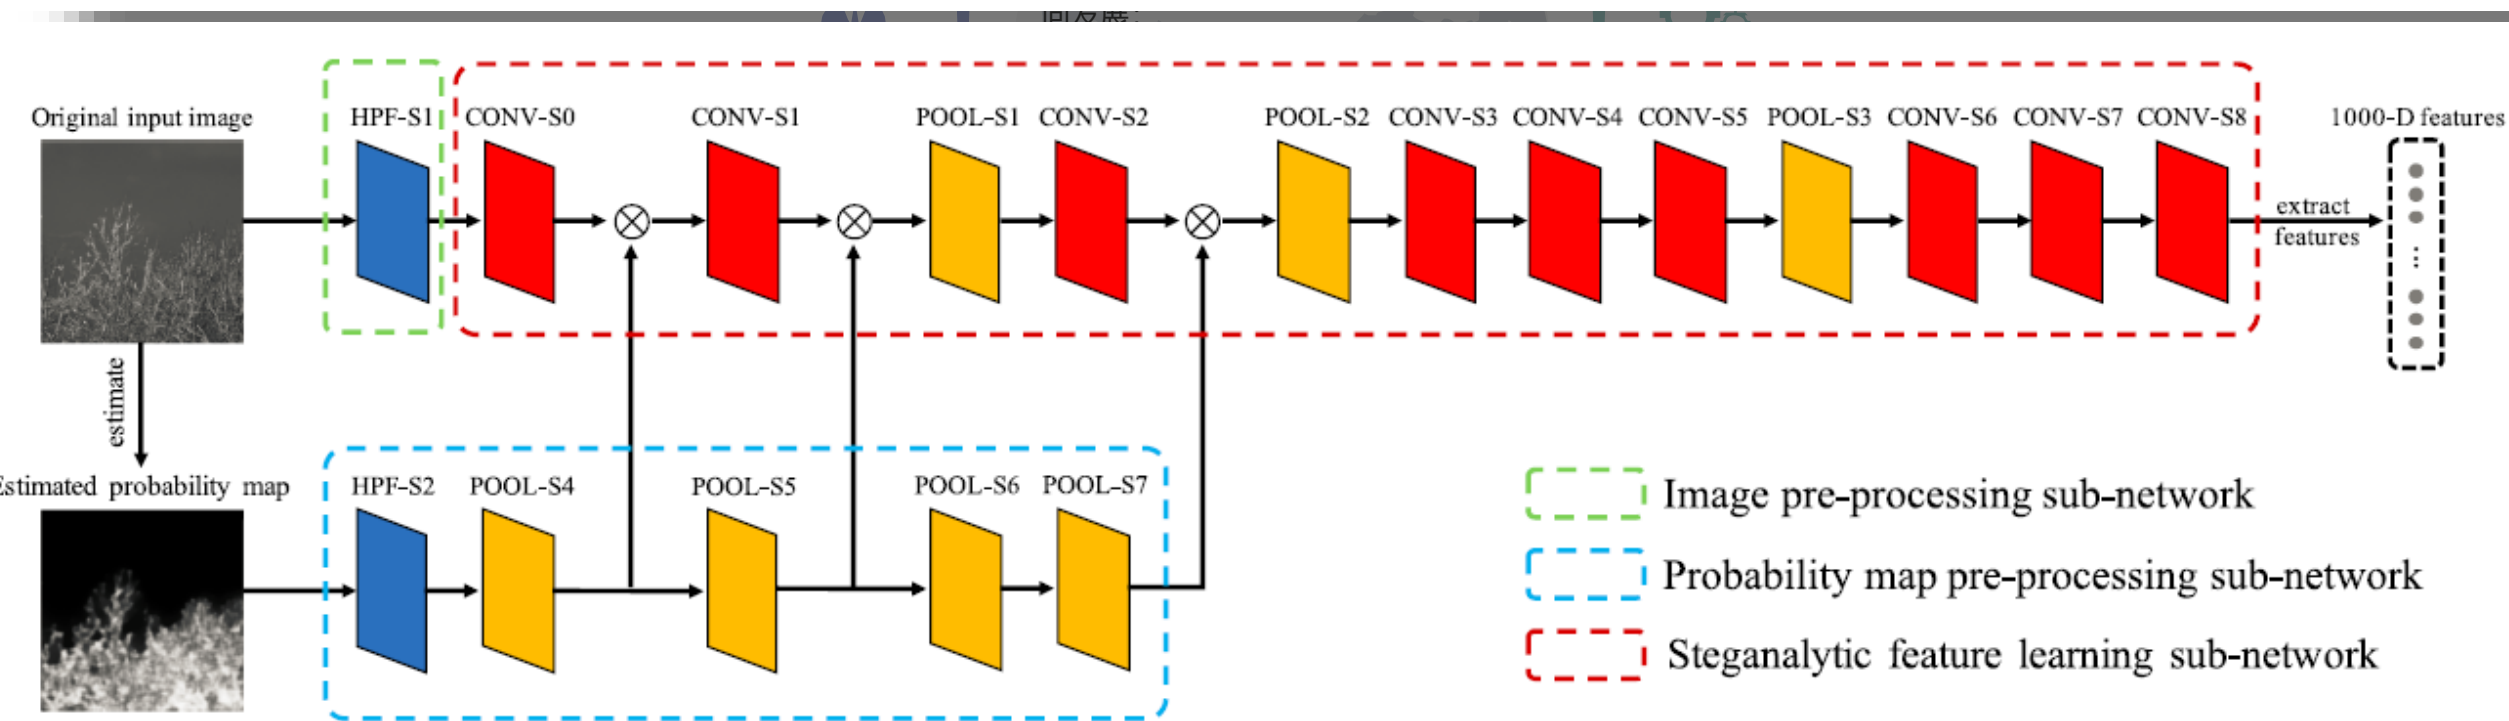 Original input image
HPF-S1
CONV-S0
CONV-S1
POOL-S1
CONV-S2
POOL-S2
CONV-S3
CONV-S4
CONV-S5
POOL-S3
CONV-S6
CONV-S7
CONV-S8
1000-D features
extract
features
...
estimate
Estimated probability map
HPF-S2
POOL-S4
POOL-S5
POOL-S6
POOL-S7
Image pre-processing sub-network
Probability map pre-processing sub-network
Steganalytic feature learning sub-network